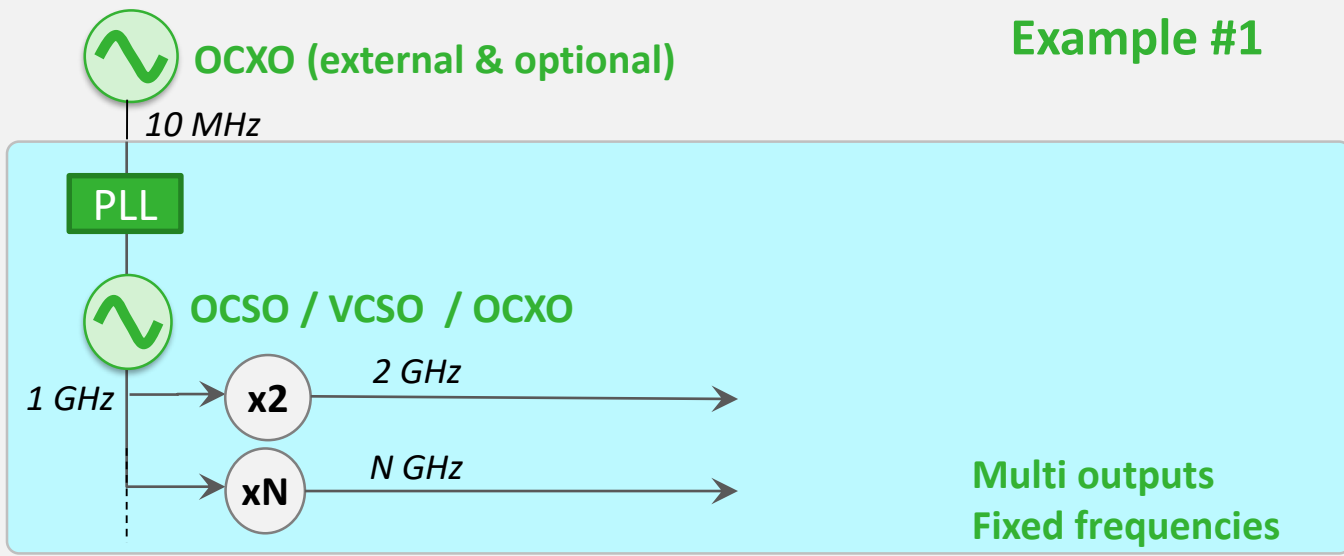 Example #1
OCXO (external & optional)
10 MHz
PLL
OCSO / VCSO / OCXO
2 GHz
1 GHz
x2
N GHz
xN
Multi outputs
Fixed frequencies